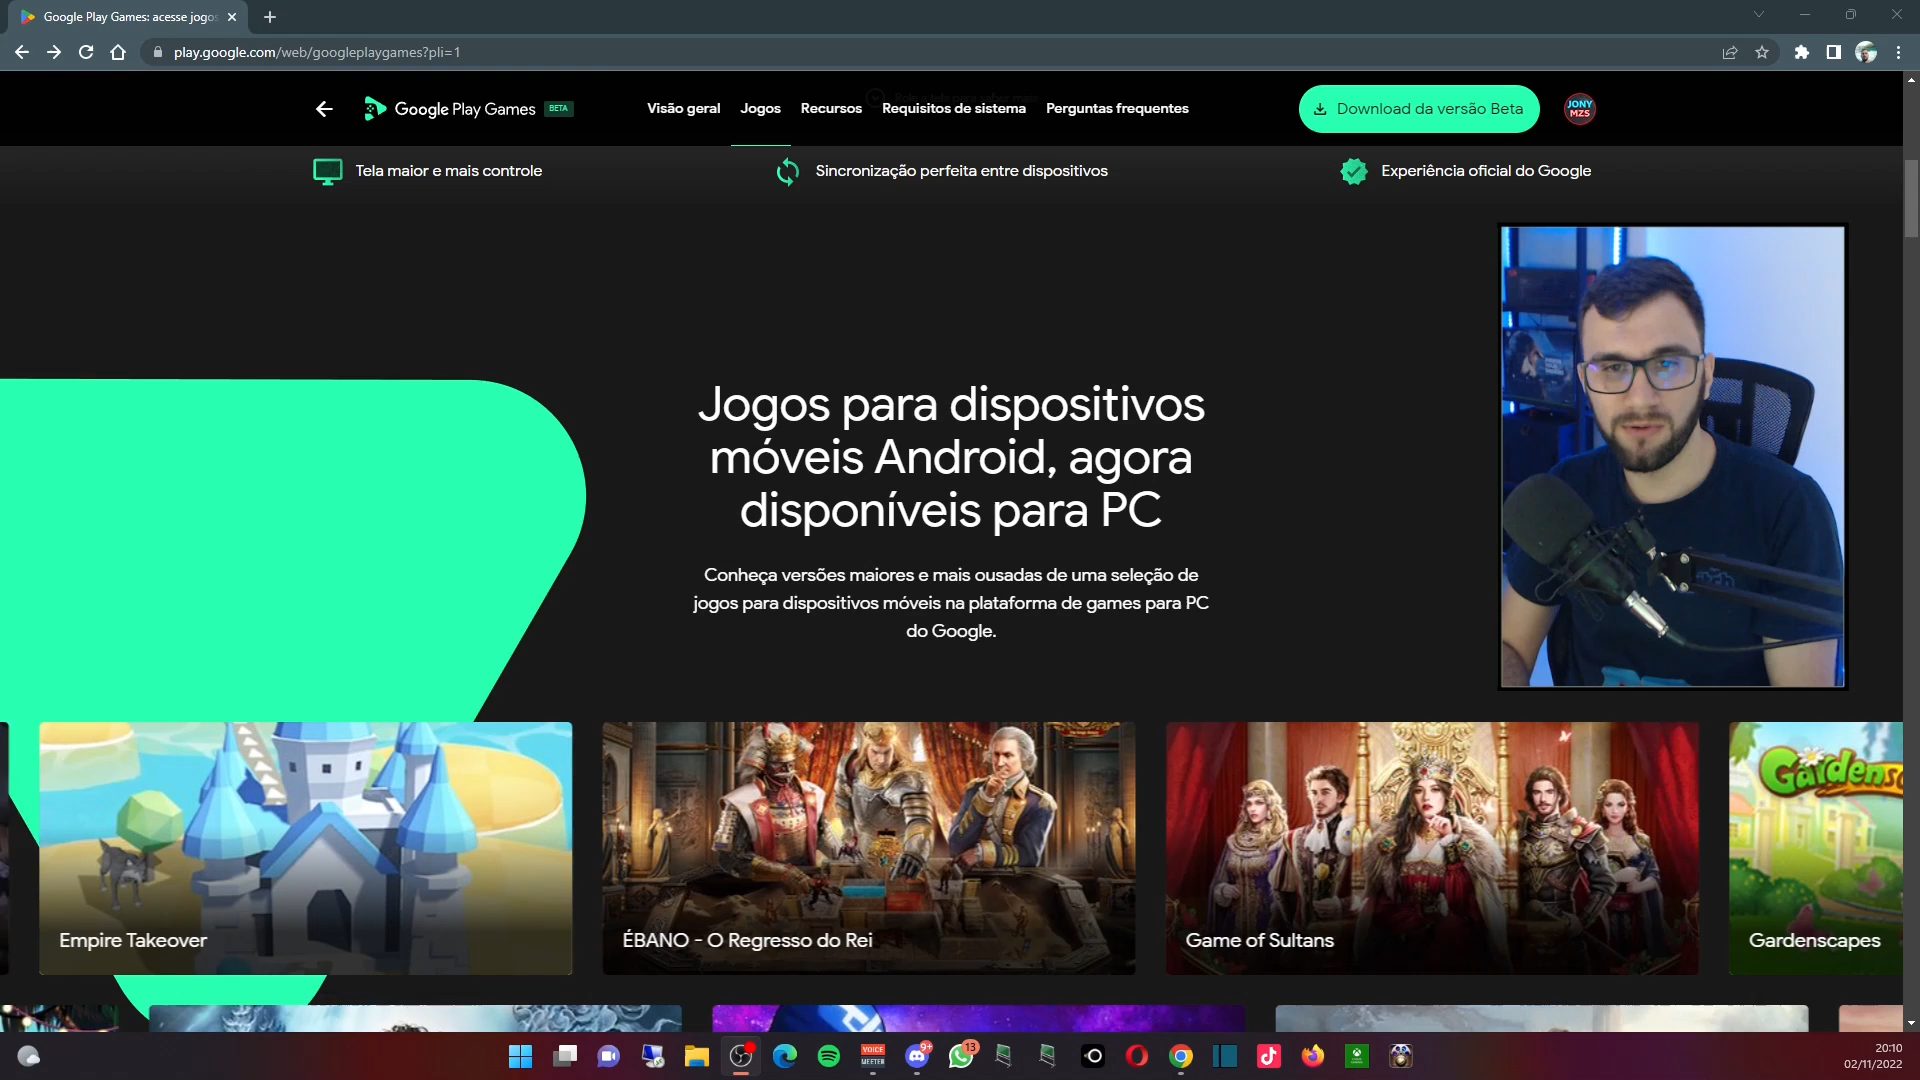 Google Play Games: acesse jogos
play.google.com/web/googleplaygames?pli=1
Google Play Games BETA
Visão geral
Jogos
Recursos
Requisitos de sistema
Perguntas frequentes
Download da versão Beta
JONY
MZS
Tela maior e mais controle
Sincronização perfeita entre dispositivos
Experiência oficial do Google
Jogos para dispositivos
móveis Android, agora
disponíveis para PC
Conheça versões maiores e mais ousadas de uma seleção de
jogos para dispositivos móveis na plataforma de games para PC
do Google.
Empire Takeover
ÉBANO - O Regresso do Rei
Game of Sultans
Gardenscapes
VOICE
MEETER
9+
13
20:10
02/11/2022